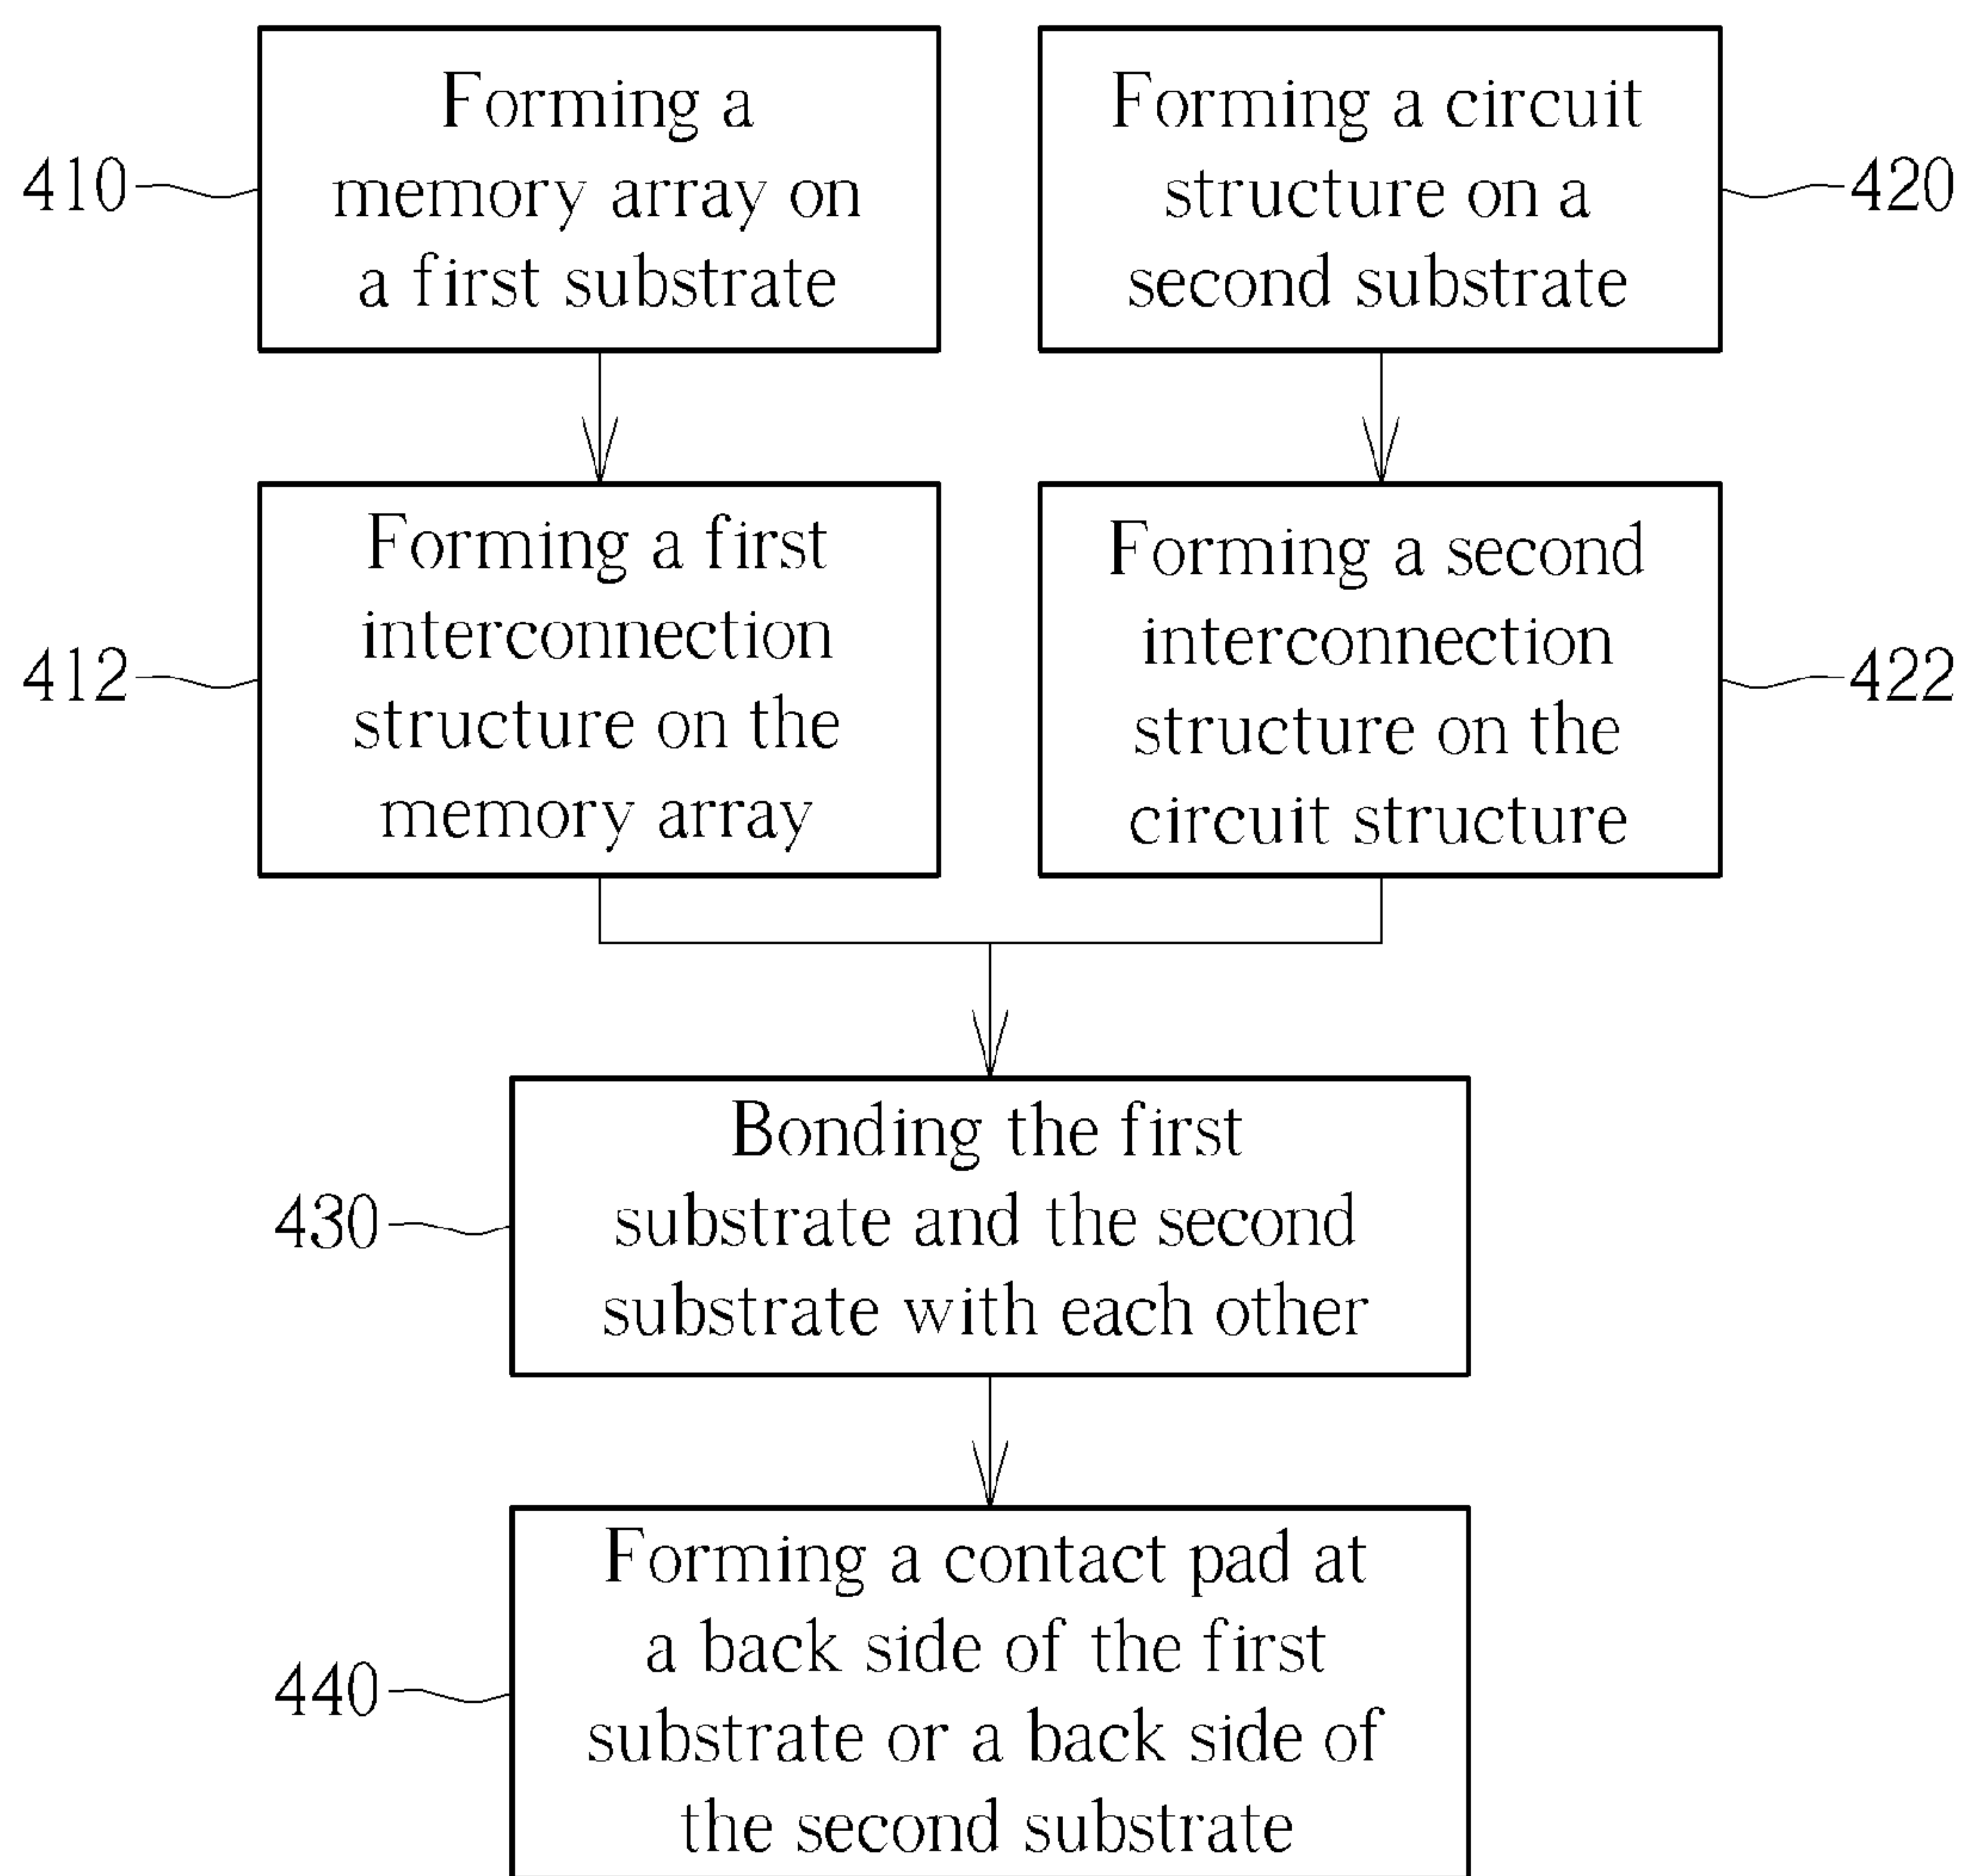 410
Forming a
memory array on
a first substrate
Forming a circuit
structure on a
second substrate
420
412
Forming a first
interconnection
structure on the
memory array
Forming a second
interconnection
structure on the
circuit structure
422
430
Bonding the first
substrate and the second
substrate with each other
440
Forming a contact pad at
a back side of the first
substrate or a back side of
the second substrate